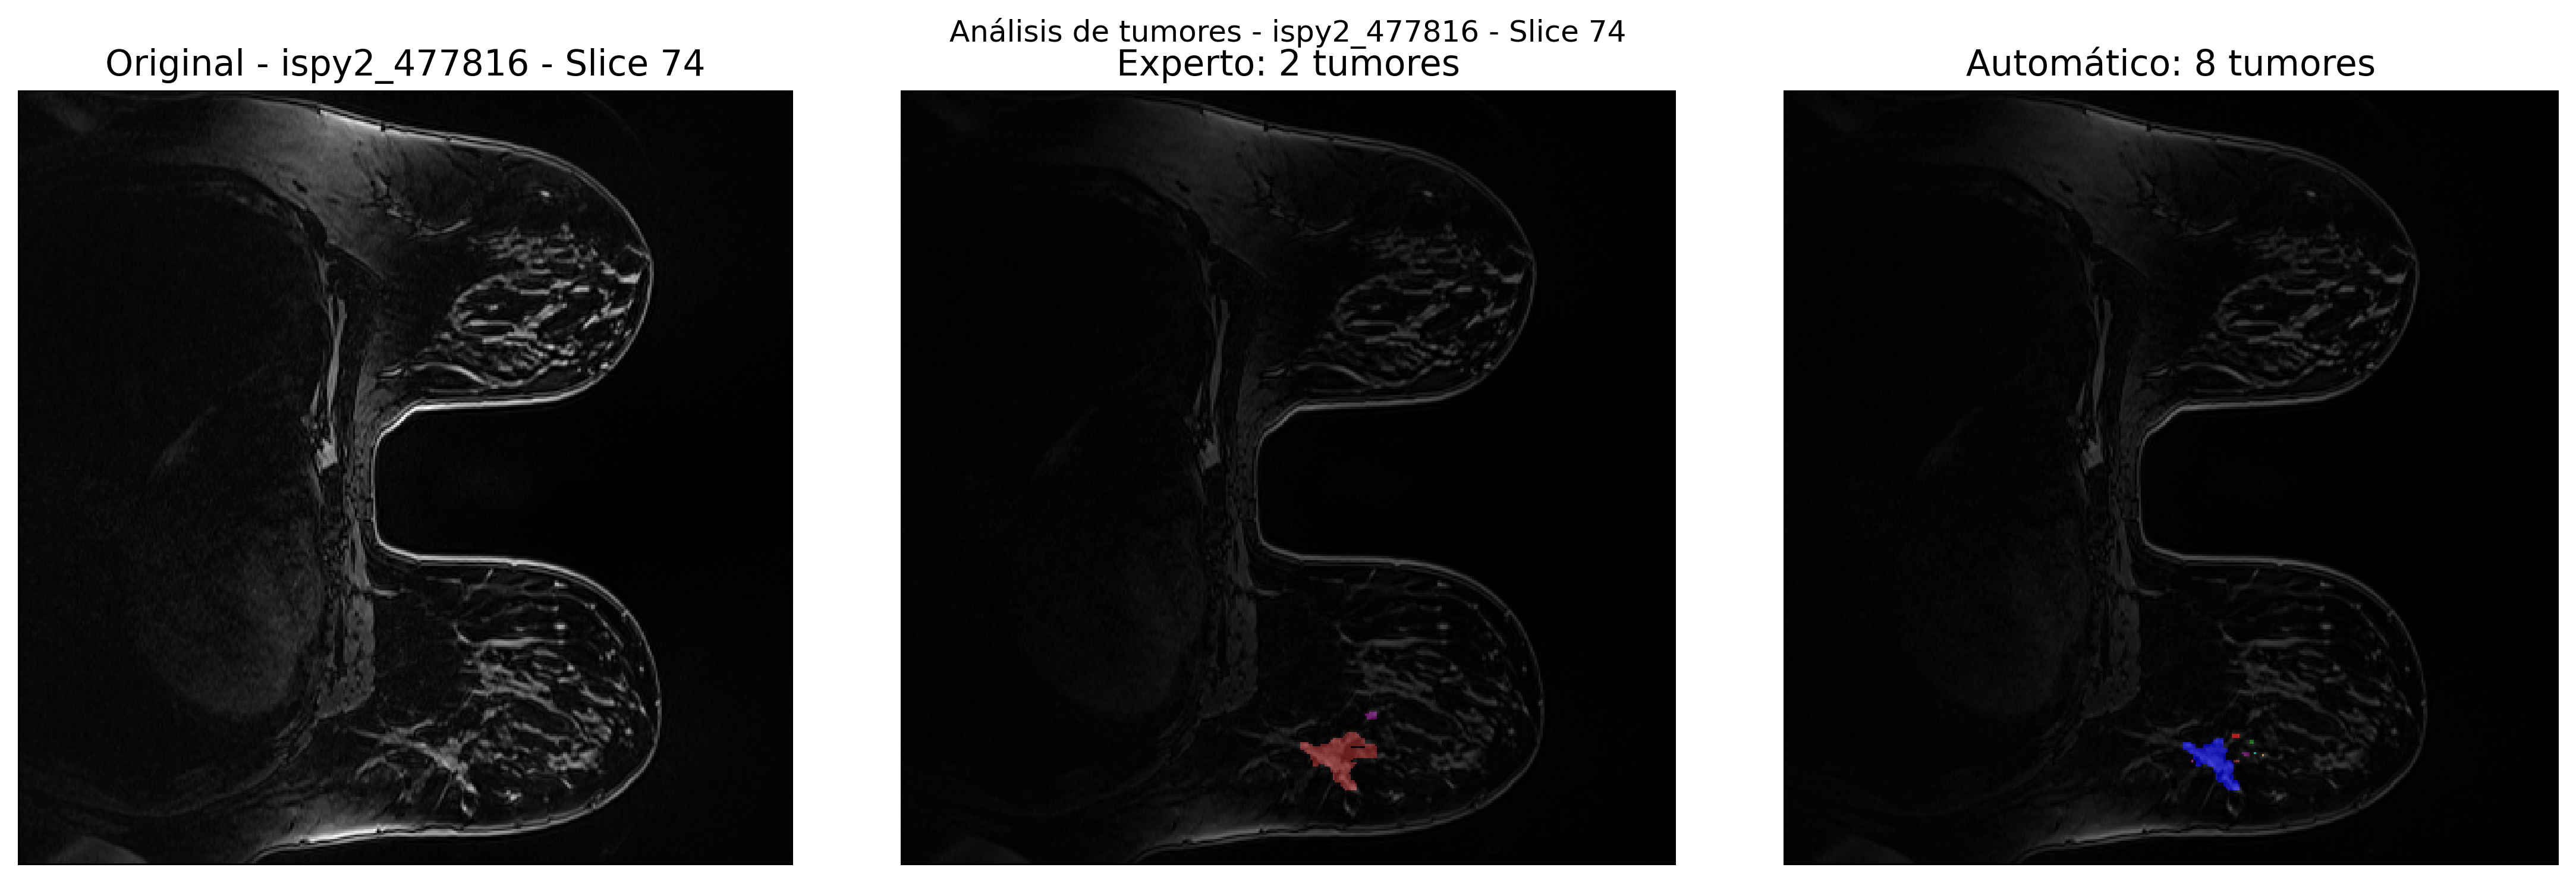 Análisis de tumores - ispy2_477816 - Slice 74
Original - ispy2_477816 - Slice 74
Experto: 2 tumores
Automático: 8 tumores